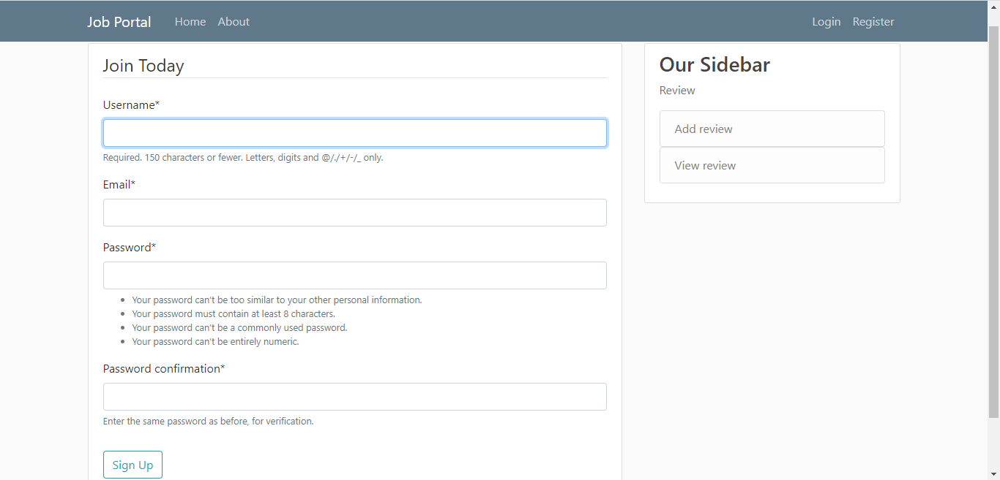 Job Portal Home About Login Register
Join Today
Username*
Required. 150 characters or fewer. Letters, digits and @/./+/-/_ only.
Email*
Password*
Your password can't be too similar to your other personal information.
Your password must contain at least 8 characters.
Your password can't be a commonly used password.
Your password can't be entirely numeric.
Password confirmation*
Enter the same password as before, for verification.
Sign Up
Our Sidebar
Review
Add review
View review